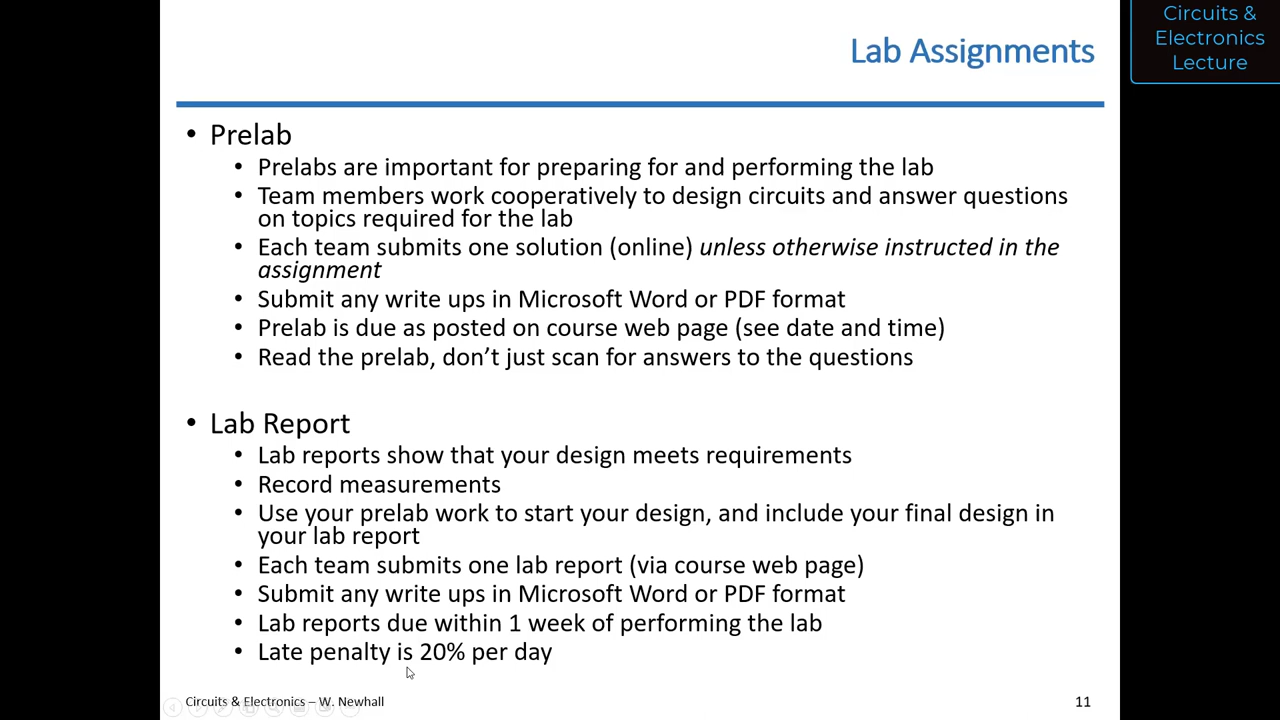 Circuits &
Electronics
Lecture
Lab Assignments
• Prelab
• Prelabs are important for preparing for and performing the lab
• Team members work cooperatively to design circuits and answer questions
on topics required for the lab
• Each team submits one solution (online) unless otherwise instructed in the
assignment
• Submit any write ups in Microsoft Word or PDF format
• Prelab is due as posted on course web page (see date and time)
• Read the prelab, don’t just scan for answers to the questions
• Lab Report
• Lab reports show that your design meets requirements
• Record measurements
• Use your prelab work to start your design, and include your final design in
your lab report
• Each team submits one lab report (via course web page)
• Submit any write ups in Microsoft Word or PDF format
• Lab reports due within 1 week of performing the lab
• Late penalty is 20% per day
Circuits & Electronics – W. Newhall
11